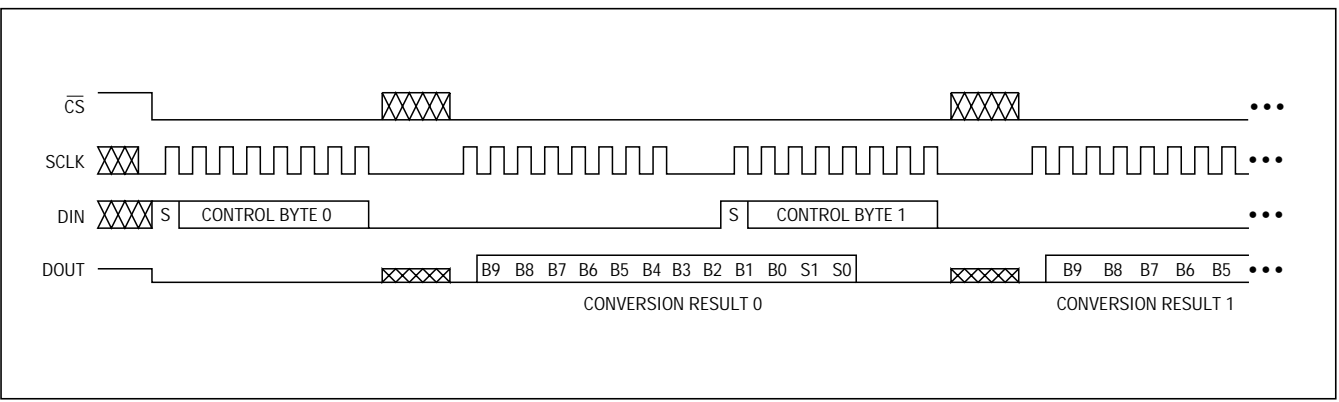 CS
SCLK
DIN S CONTROL BYTE 0 S CONTROL BYTE 1
DOUT B9 B8 B7 B6 B5 B4 B3 B2 B1 B0 S1 S0 B9 B8 B7 B6 B5
CONVERSION RESULT 0 CONVERSION RESULT 1